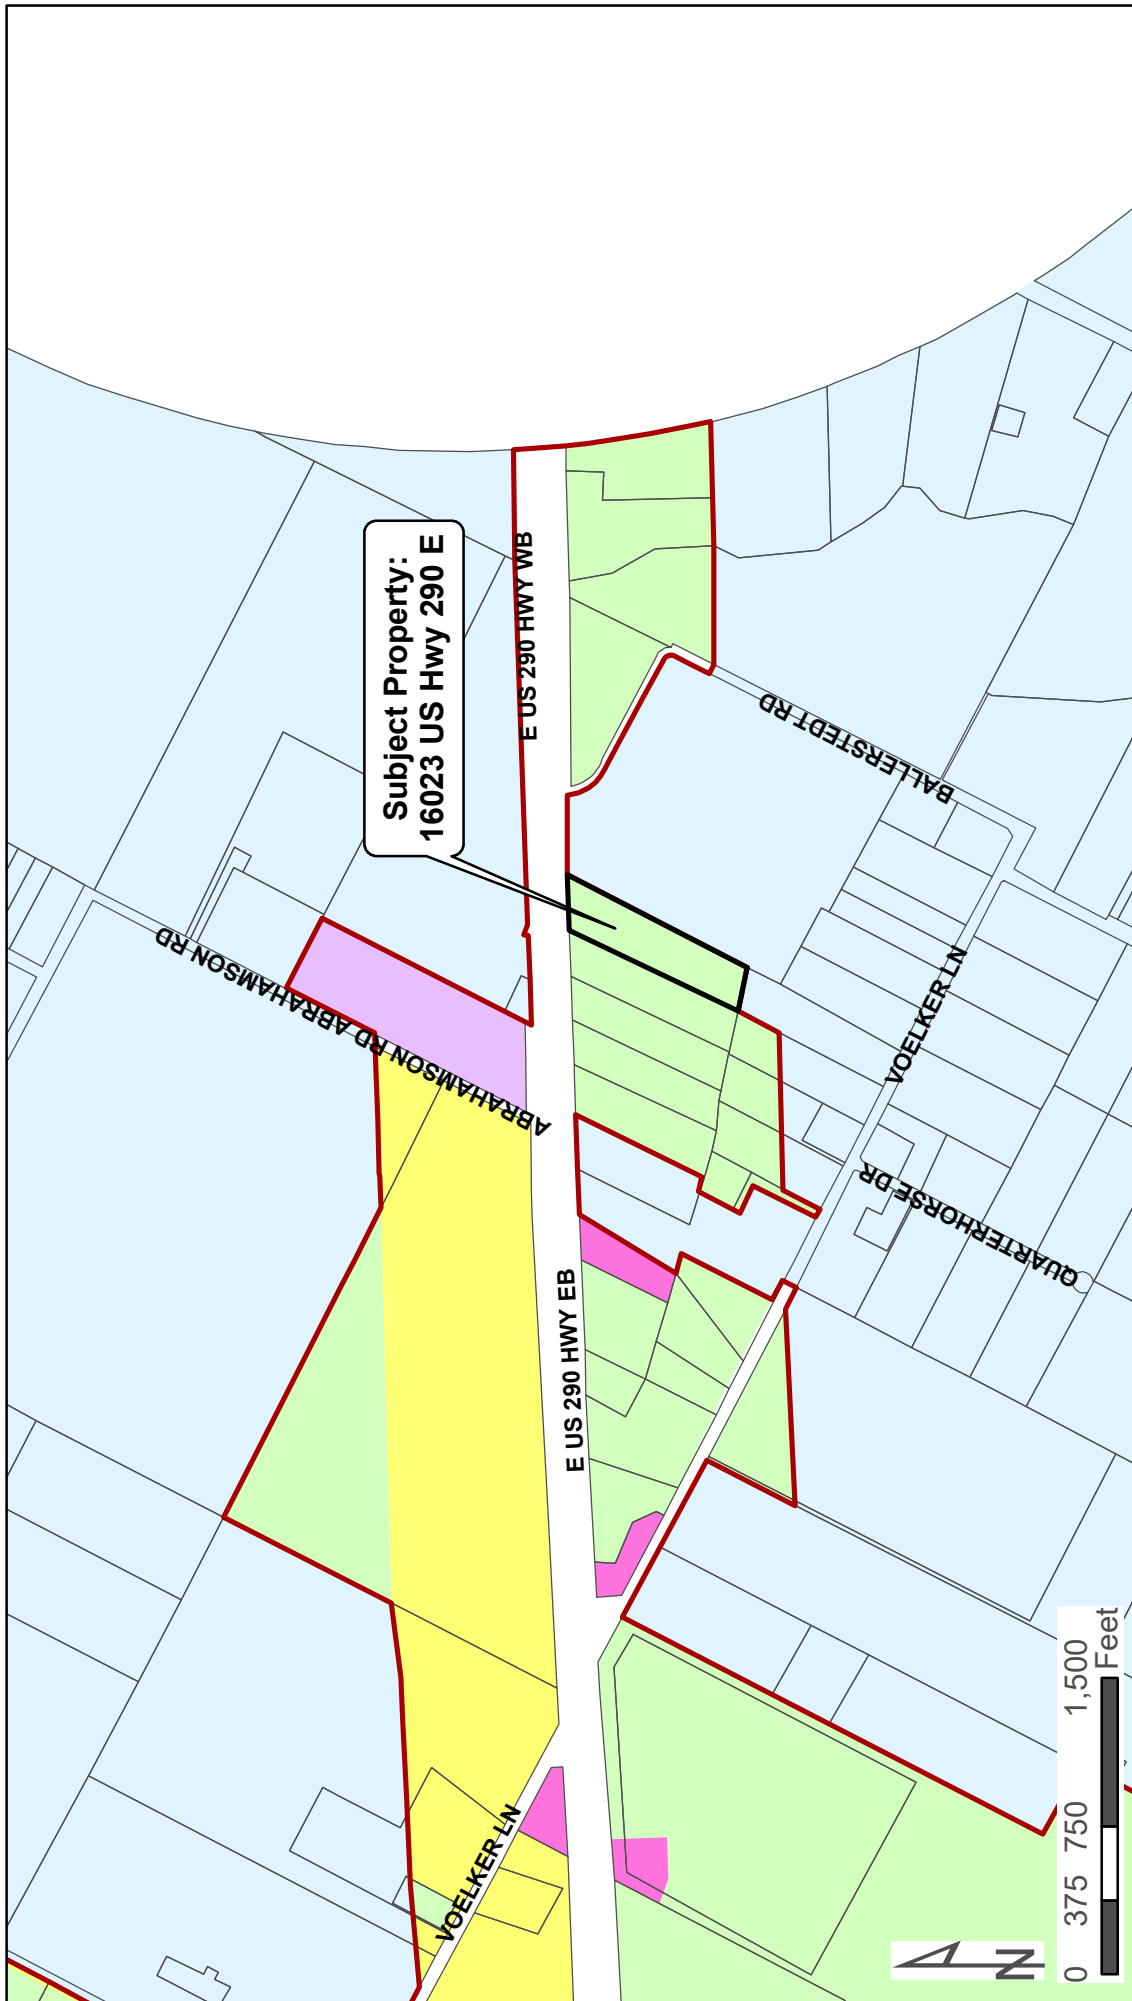 Subject Property:
16023 US Hwy 290 E
E US 290 HWY WB
ABRAHAMSON RD
ABRAHAMSON RD
BALLERSTEDT RD
VOELKER LN
QUARTERHORSE DR
E US 290 HWY EB
VOELKER LN
N
0 375 750 1,500
Feet